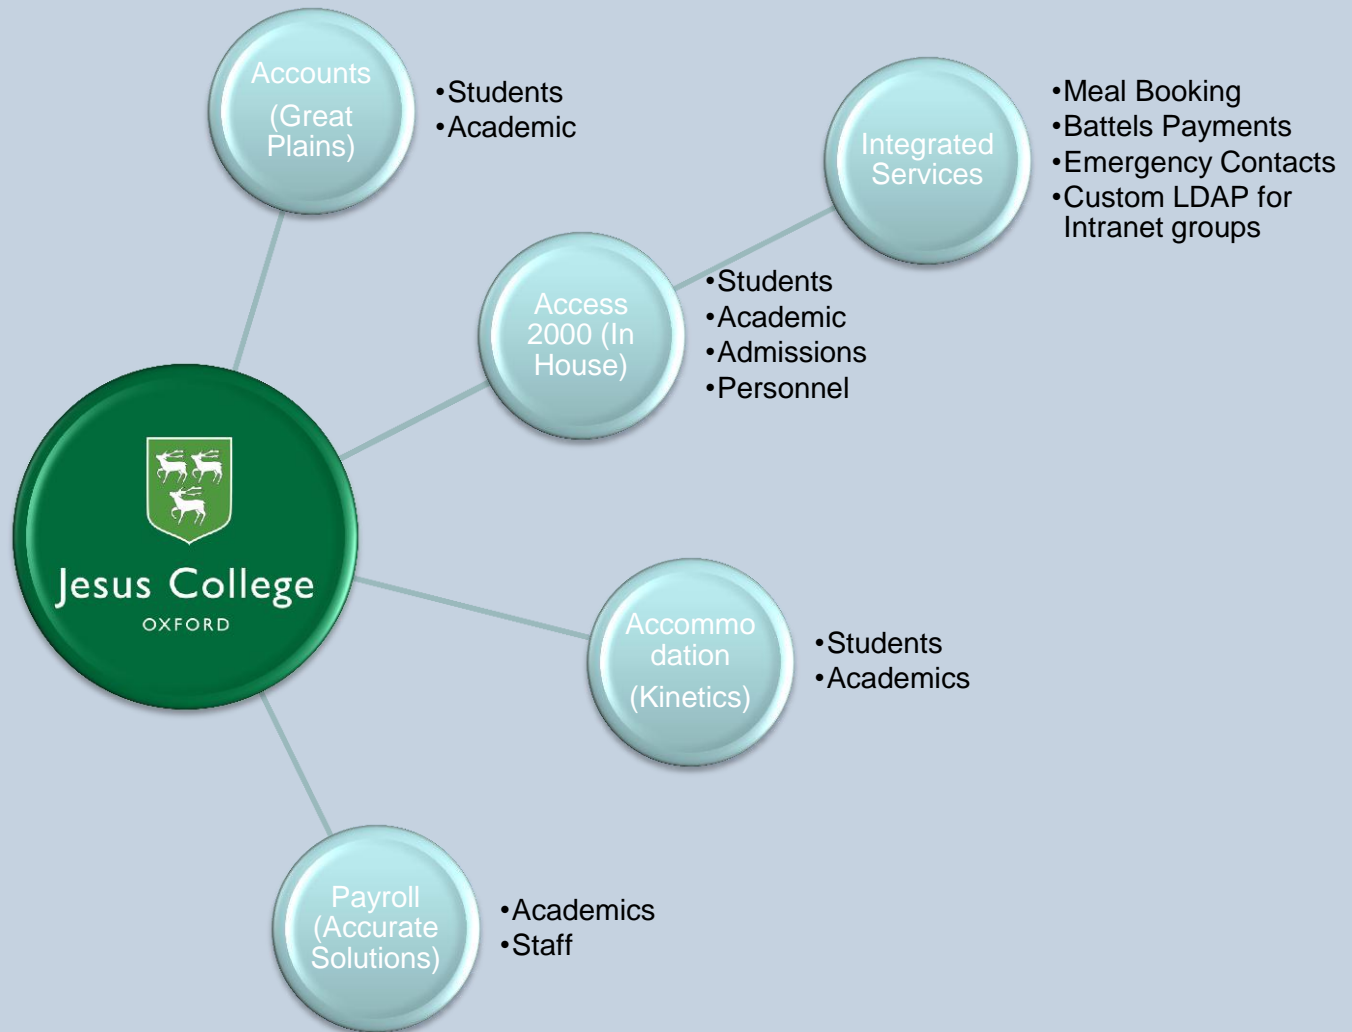 Accounts
(Great
Plains)
•Students
•Academic
Integrated
Services
•Meal Booking
•Battels Payments
•Emergency Contacts
•Custom LDAP for
Intranet groups
Access
2000 (In
House)
•Students
•Academic
•Admissions
•Personnel
Jesus College
OXFORD
Accommo
dation
(Kinetics)
•Students
•Academics
Payroll
(Accurate
Solutions)
•Academics
•Staff